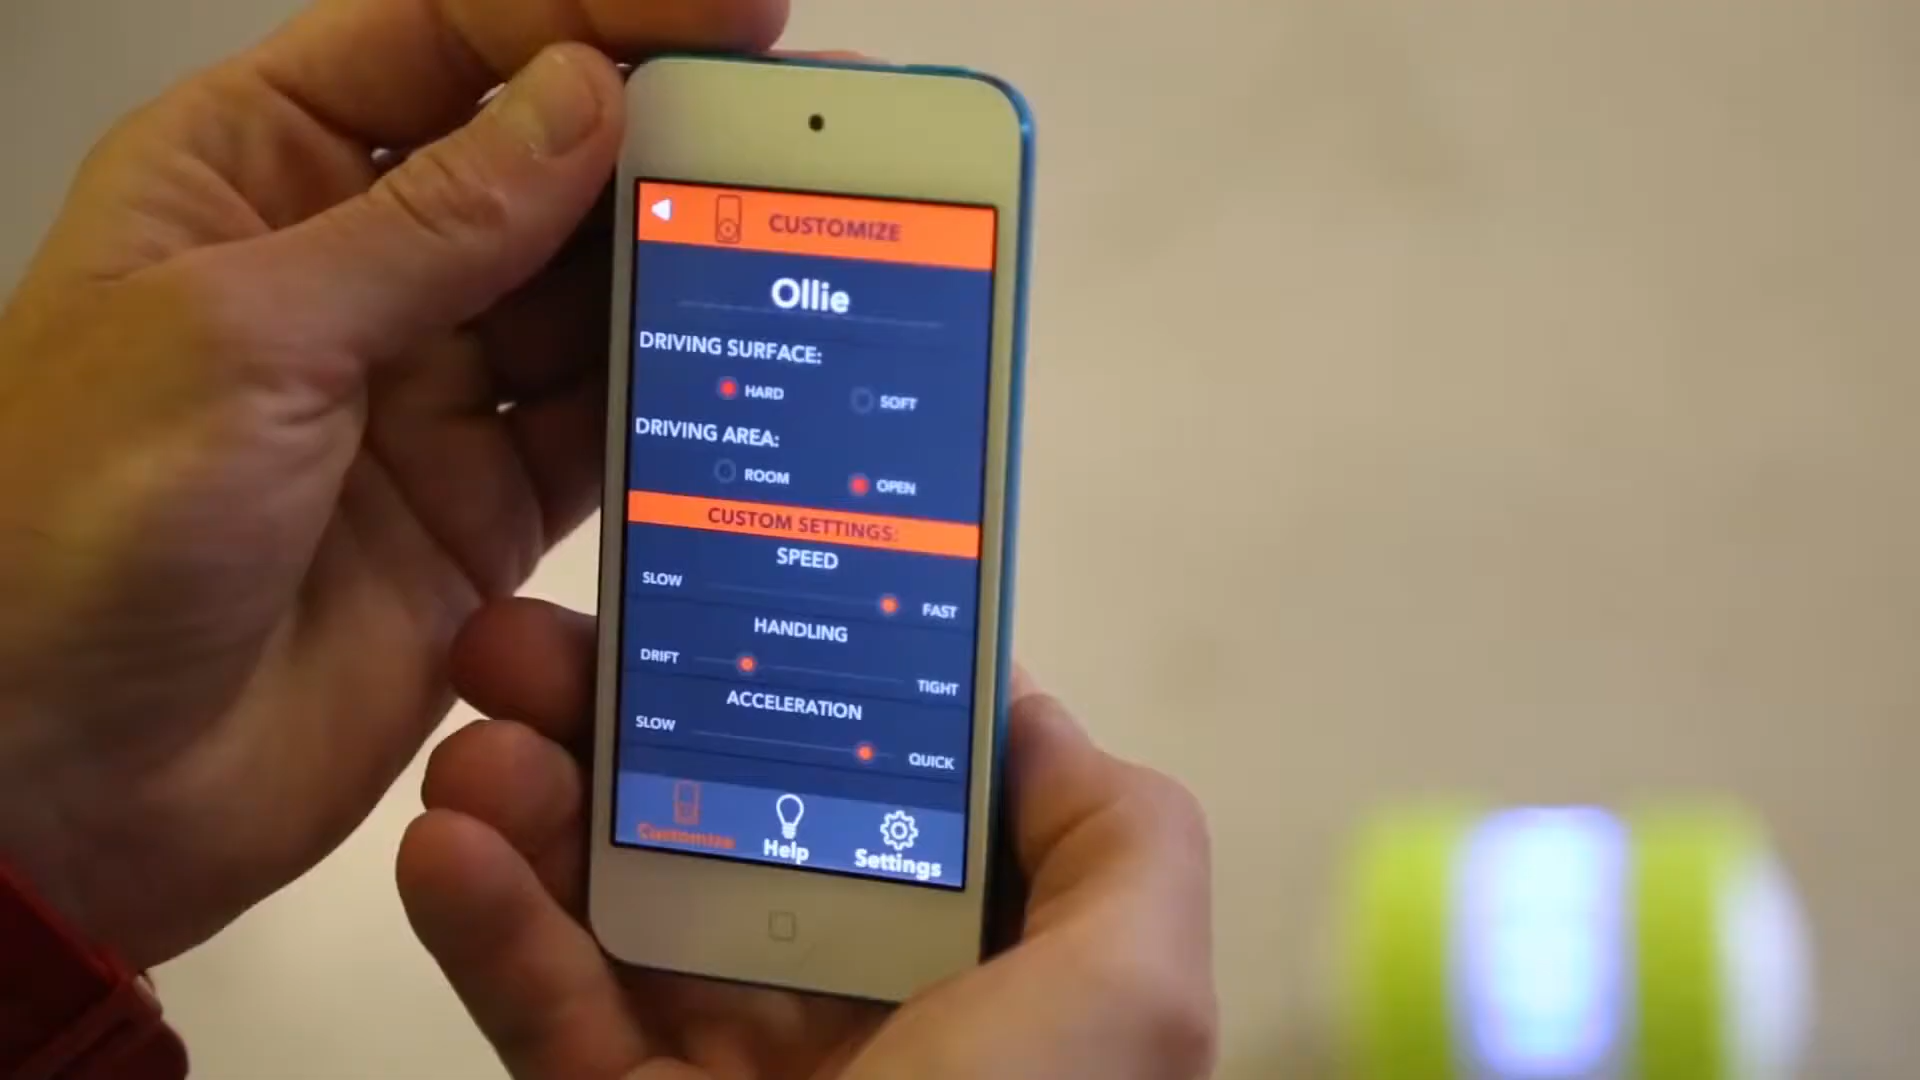 CUSTOMIZE
Ollie
DRIVING SURFACE:
HARD SOFT
DRIVING AREA:
ROOM OPEN
CUSTOM SETTINGS:
SPEED
SLOW FAST
HANDLING
DRIFT TIGHT
ACCELERATION
SLOW QUICK
Customize Help Settings